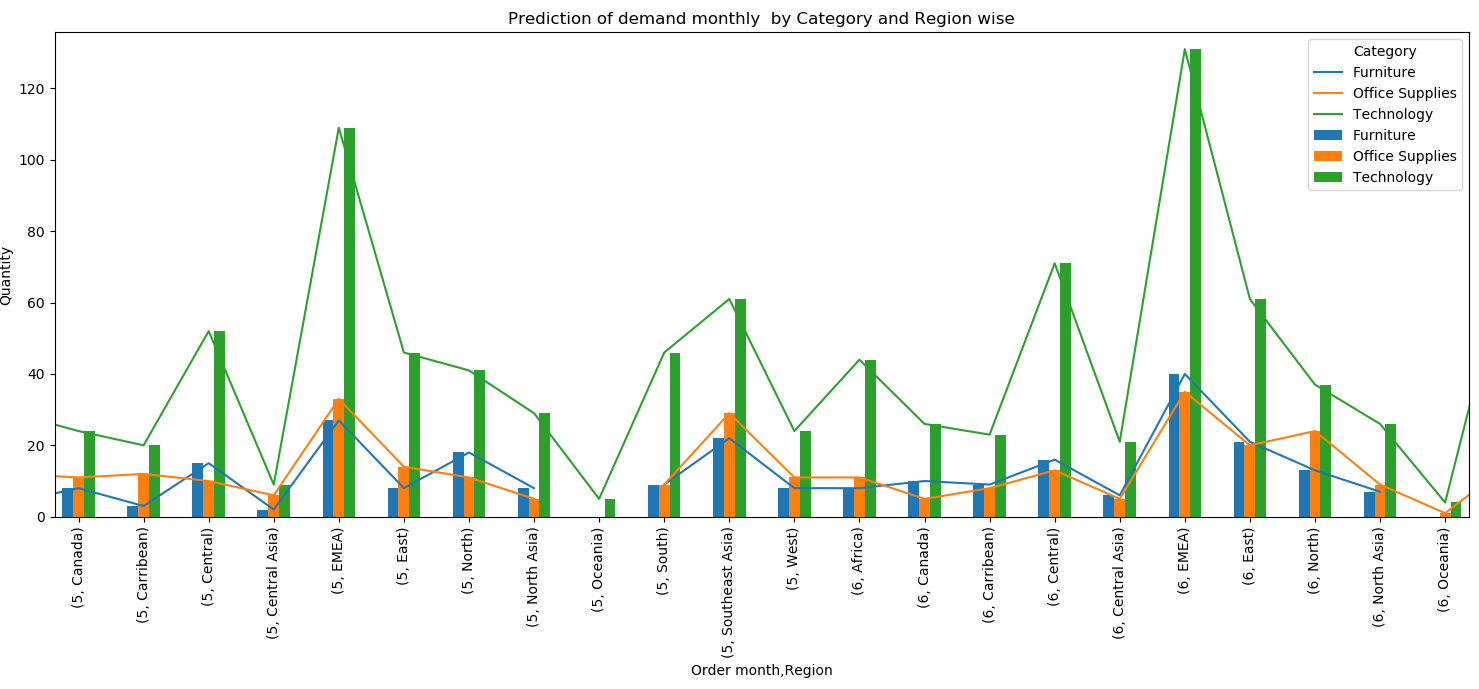 Prediction of demand monthly  by Category and Region wise
Category
Furniture
Office Supplies
Technology
Furniture
Office Supplies
Technology
Quantity
120
100
80
60
40
20
0
(5, Canada)
(5, Carribean)
(5, Central)
(5, Central Asia)
(5, EMEA)
(5, East)
(5, North)
(5, North Asia)
(5, Oceania)
(5, South)
(5, Southeast Asia)
(5, West)
(6, Africa)
(6, Canada)
(6, Carribean)
(6, Central)
(6, Central Asia)
(6, EMEA)
(6, East)
(6, North)
(6, North Asia)
(6, Oceania)
Order month,Region